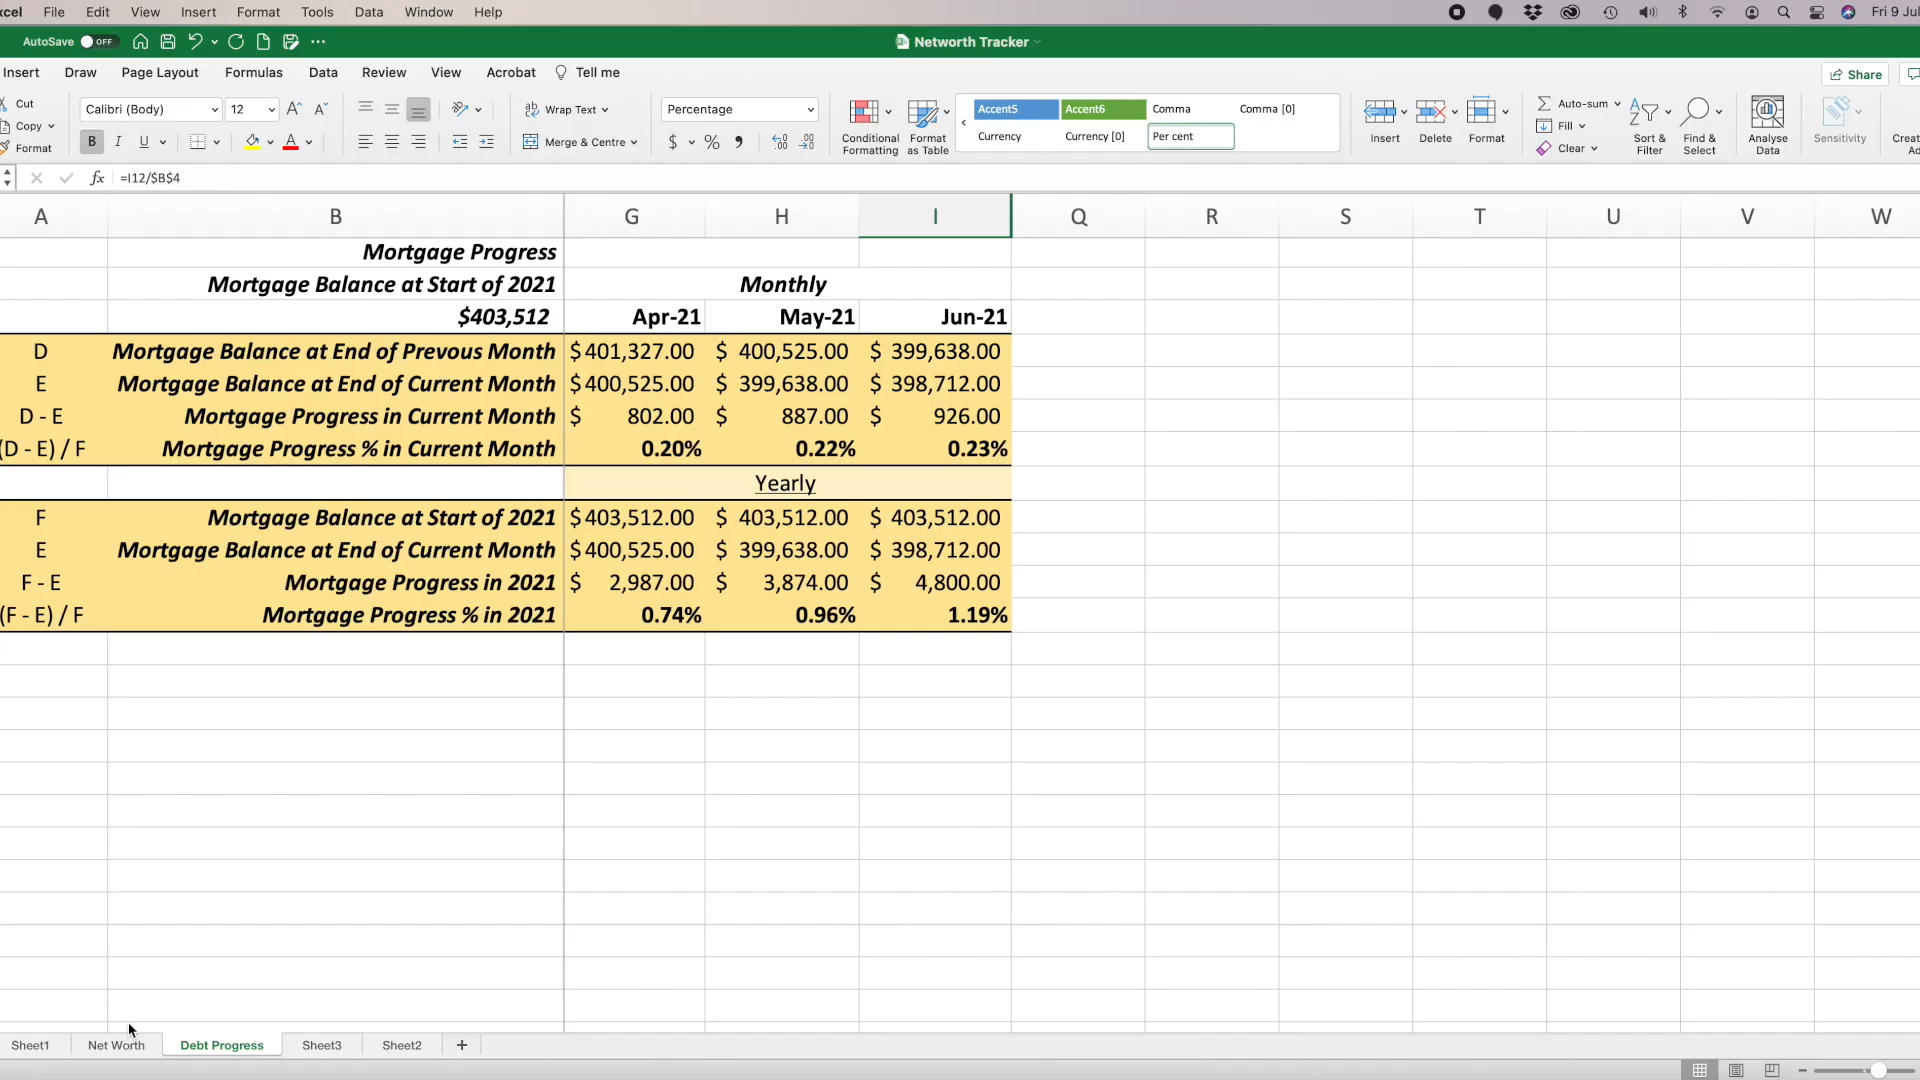 xcel File Edit View Insert Format Tools Data Window Help Fri 9 Jul
AutoSave OFF Networth Tracker
Insert Draw Page Layout Formulas Data Review View Acrobat Tell me Share
Cut Calibri (Body) 12 Wrap Text Percentage Accent5 Accent6 Comma Comma [0] Auto-sum
Copy Fill
Format B I U A Merge & Centre $ % Conditional Formatting Format as Table Currency Currency [0] Per cent Insert Delete Format Clear Sort & Filter Find & Select Analyse Data Sensitivity
fx =I12/$B$4
A B G H I Q R S T U V W
Mortgage Progress
Mortgage Balance at Start of 2021 Monthly
$403,512 Apr-21 May-21 Jun-21
D Mortgage Balance at End of Prevous Month $ 401,327.00 $ 400,525.00 $ 399,638.00
E Mortgage Balance at End of Current Month $ 400,525.00 $ 399,638.00 $ 398,712.00
D - E Mortgage Progress in Current Month $ 802.00 $ 887.00 $ 926.00
(D - E) / F Mortgage Progress % in Current Month 0.20% 0.22% 0.23%
Yearly
F Mortgage Balance at Start of 2021 $ 403,512.00 $ 403,512.00 $ 403,512.00
E Mortgage Balance at End of Current Month $ 400,525.00 $ 399,638.00 $ 398,712.00
F - E Mortgage Progress in 2021 $ 2,987.00 $ 3,874.00 $ 4,800.00
(F - E) / F Mortgage Progress % in 2021 0.74% 0.96% 1.19%
Sheet1 Net Worth Debt Progress Sheet3 Sheet2 +